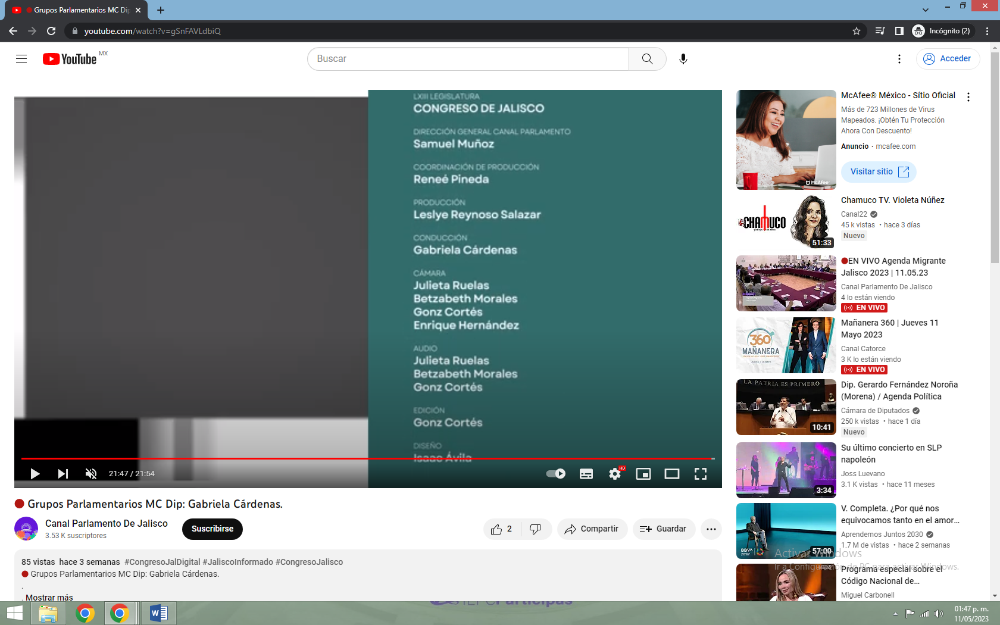 Grupos Parlamentarios MC Dip
youtube.com/watch?v=gSnFAVLdbiQ
Incógnito (2)
YouTube MX
Buscar
Acceder
LXIII LEGISLATURA
CONGRESO DE JALISCO
DIRECCIÓN GENERAL CANAL PARLAMENTO
Samuel Muñoz
COORDINACIÓN DE PRODUCCIÓN
Reneé Pineda
PRODUCCIÓN
Leslye Reynoso Salazar
CONDUCCIÓN
Gabriela Cárdenas
CÁMARA
Julieta Ruelas
Betzabeth Morales
Gonz Cortés
Enrique Hernández
AUDIO
Julieta Ruelas
Betzabeth Morales
Gonz Cortés
EDICIÓN
Gonz Cortés
DISEÑO
Isaac Ávila
21:47 / 21:54
HD
Grupos Parlamentarios MC Dip: Gabriela Cárdenas.
Canal Parlamento De Jalisco
3.53 K suscriptores
Suscribirse
2
Compartir
Guardar
85 vistas hace 3 semanas #CongresoJalDigital #JaliscoInformado #CongresoJalisco
Grupos Parlamentarios MC Dip: Gabriela Cárdenas.
.
. Mostrar más
McAfee
McAfee® México - Sítio Oficial
Más de 723 Millones de Virus
Mapeados. ¡Obtén Tu Protección
Ahora Con Descuento!
Anuncio · mcafee.com
Visitar sitio
CHAMUCO
51:33
Chamuco TV. Violeta Núñez
Canal22
45 k vistas • hace 3 días
Nuevo
EN VIVO Agenda Migrante
Jalisco 2023 | 11.05.23
Canal Parlamento De Jalisco
4 lo están viendo
EN VIVO
360
MAÑANERA
Mañanera 360 | Jueves 11
Mayo 2023
Canal Catorce
3 K lo están viendo
EN VIVO
LA PATRIA ES PRIMERO
10:41
Dip. Gerardo Fernández Noroña
(Morena) / Agenda Política
Cámara de Diputados
250 k vistas • hace 1 día
Nuevo
3:34
Su último concierto en SLP
napoleón
Joss Luevano
3.1 K vistas • hace 11 meses
BBVA
57:00
V. Completa. ¿Por qué nos
equivocamos tanto en el amor...
Aprendemos Juntos 2030
1.7 M de vistas • hace 2 semanas
Activar Windows
Ir a Configuración de PC para activar Windows.
Programa especial sobre el
Código Nacional de...
Miguel Carbonell
Participas
01:47 p. m.
11/05/2023